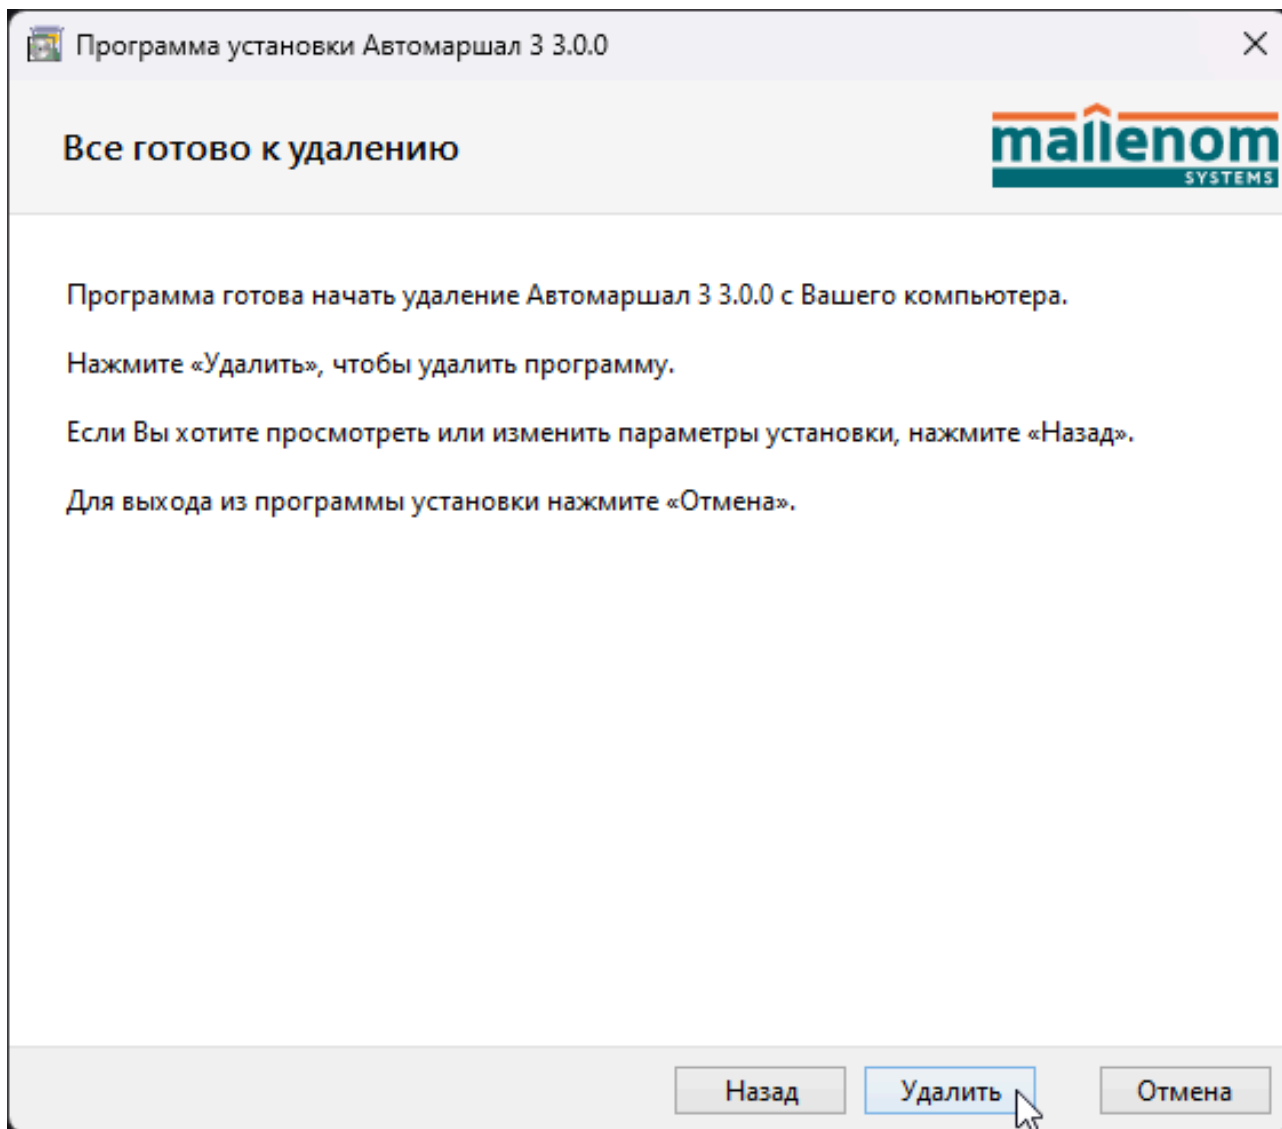 Программа установки Автомаршал 3 3.0.0
Все готово к удалению
mallenom
SYSTEMS
Программа готова начать удаление Автомаршал 3 3.0.0 с Вашего компьютера.
Нажмите «Удалить», чтобы удалить программу.
Если Вы хотите просмотреть или изменить параметры установки, нажмите «Назад».
Для выхода из программы установки нажмите «Отмена».
Назад
Удалить
Отмена